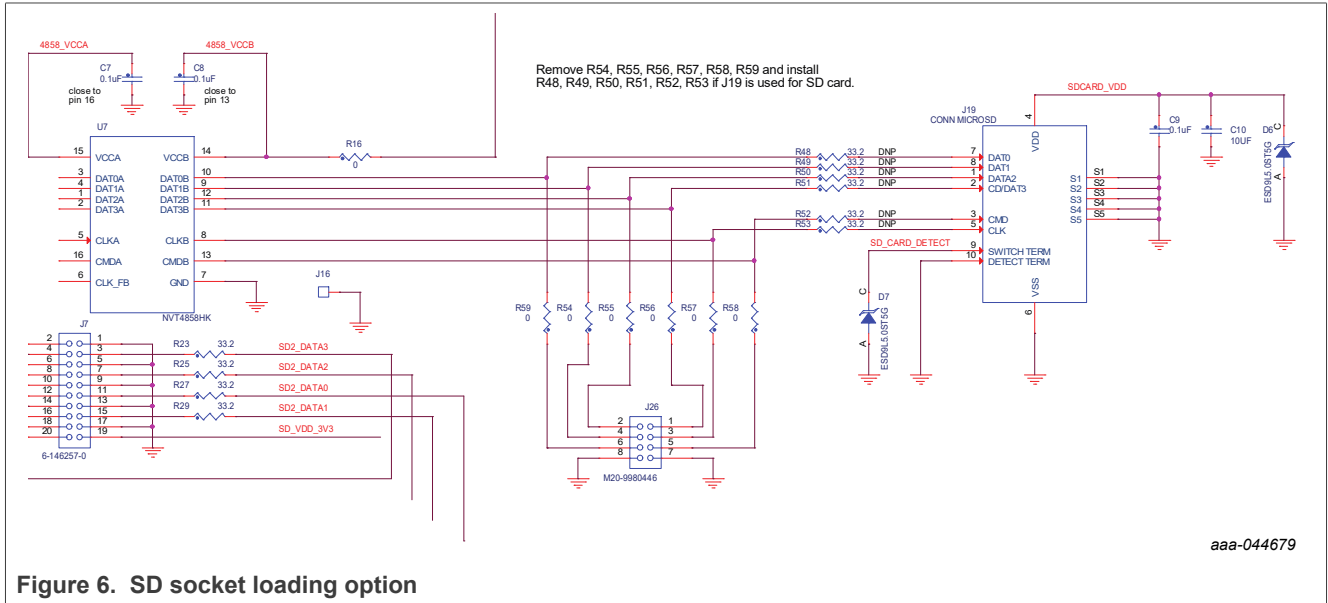 4858_VCCA
4858_VCCB
C7
0.1uF
close to
pin 16
C8
0.1uF
close to
pin 13
Remove R54, R55, R56, R57, R58, R59 and install
R48, R49, R50, R51, R52, R53 if J19 is used for SD card.
U7
15 VCCA VCCB 14
3 DAT0A DAT0B 10
4 DAT1A DAT1B 9
1 DAT2A DAT2B 12
2 DAT3A DAT3B 11
5 CLKA CLKB 8
16 CMDA CMDB 13
6 CLK_FB GND 7
NVT4858HK
R16
0
J16
R48 33.2 DNP
R49 33.2 DNP
R50 33.2 DNP
R51 33.2 DNP
R52 33.2 DNP
R53 33.2 DNP
SDCARD_VDD
J19
CONN MICROSD
4
VDD
7 DAT0
8 DAT1
1 DATA2
2 CD/DAT3
3 CMD
5 CLK
9 SWITCH TERM
10 DETECT TERM
S1 S1
S2 S2
S3 S3
S4 S4
S5 S5
VSS
6
C9
0.1uF
C10
10UF
D6
C
A
ESD9L5.0ST5G
SD_CARD_DETECT
D7
C
A
ESD9L5.0ST5G
R59
0
R54
0
R55
0
R56
0
R57
0
R58
0
J7
2 1
4 3
6 5
8 7
10 9
12 11
14 13
16 15
18 17
20 19
6-146257-0
R23 33.2 SD2_DATA3
R25 33.2 SD2_DATA2
R27 33.2 SD2_DATA0
R29 33.2 SD2_DATA1
SD_VDD_3V3
J26
2 1
4 3
6 5
8 7
M20-9980446
aaa-044679
Figure 6. SD socket loading option